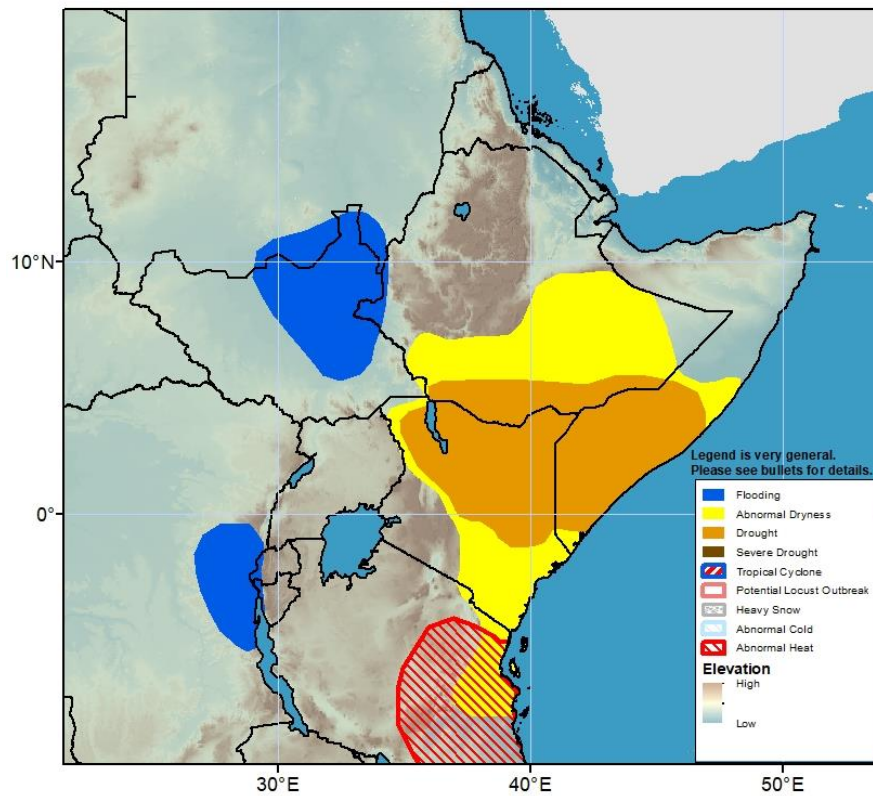 10°N
0°
Legend is very general.
Please see bullets for details.
Flooding
Abnormal Dryness
Drought
Severe Drought
Tropical Cyclone
Potential Locust Outbreak
Heavy Snow
Abnormal Cold
Abnormal Heat
Elevation
High
Low
30°E
40°E
50°E